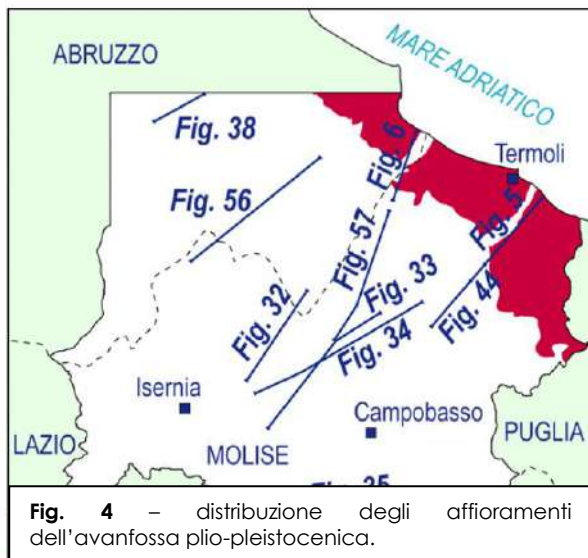 ABRUZZO
MARE ADRIATICO
Fig. 38
Fig. 6
Termoli
Fig. 56
Fig. 57
Fig. 5
Fig. 33
Fig. 32
Fig. 44
Fig. 34
Isernia
Campobasso
LAZIO
MOLISE
PUGLIA
Fig. 4 – distribuzione degli affioramenti
dell'avanfossa plio-pleistocenica.